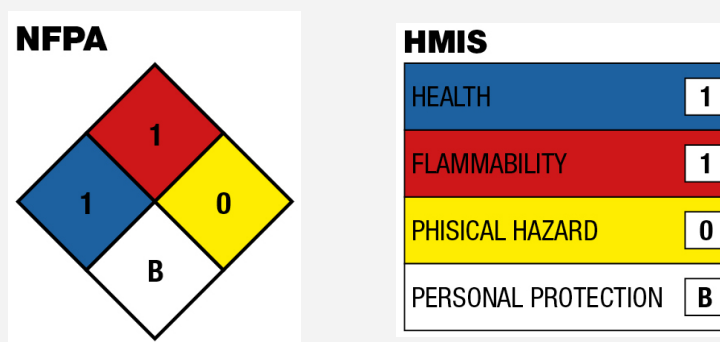 NFPA
1
1 0
B
HMIS
HEALTH 1
FLAMMABILITY 1
PHISICAL HAZARD 0
PERSONAL PROTECTION B